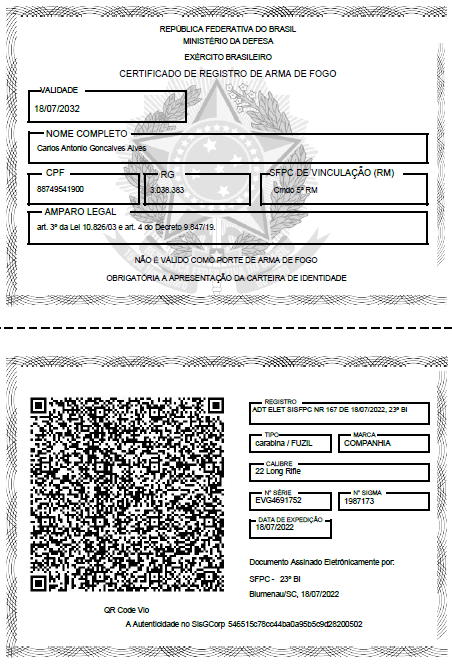 REPÚBLICA FEDERATIVA DO BRASIL
MINISTÉRIO DA DEFESA
EXÉRCITO BRASILEIRO
CERTIFICADO DE REGISTRO DE ARMA DE FOGO
VALIDADE
18/07/2032
NOME COMPLETO
Carlos Antonio Goncalves Alves
CPF RG SFPC DE VINCULAÇÃO (RM)
88749541900 3.038.383 Cmdo 5ª RM
AMPARO LEGAL
art. 3º da Lei 10.826/03 e art. 4 do Decreto 9.847/19.
NÃO É VÁLIDO COMO PORTE DE ARMA DE FOGO
OBRIGATÓRIA A APRESENTAÇÃO DA CARTEIRA DE IDENTIDADE
REGISTRO
ADT ELET SISFPC NR 167 DE 18/07/2022, 23º BI
TIPO MARCA
carabina / FUZIL COMPANHIA
CALIBRE
22 Long Rifle
Nº SÉRIE Nº SIGMA
EVG4691752 1987173
DATA DE EXPEDIÇÃO
18/07/2022
Documento Assinado Eletrônicamente por:
SFPC - 23º BI
Blumenau/SC, 18/07/2022
QR Code Vio
A Autenticidade no SisGCorp 546515c78cc44ba0a95b5c9d28200502